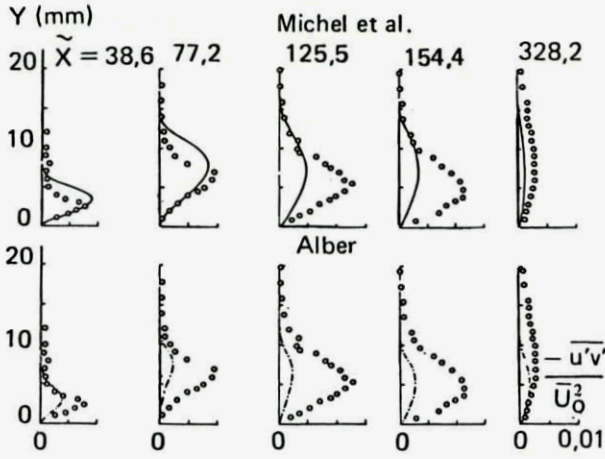 Y (mm)
Michel et al.
X̃ = 38,6 77,2 125,5 154,4 328,2
20
10
0
Alber
20
10
0
- u'v'
Ū₀²
0 0 0 0 0 0,01